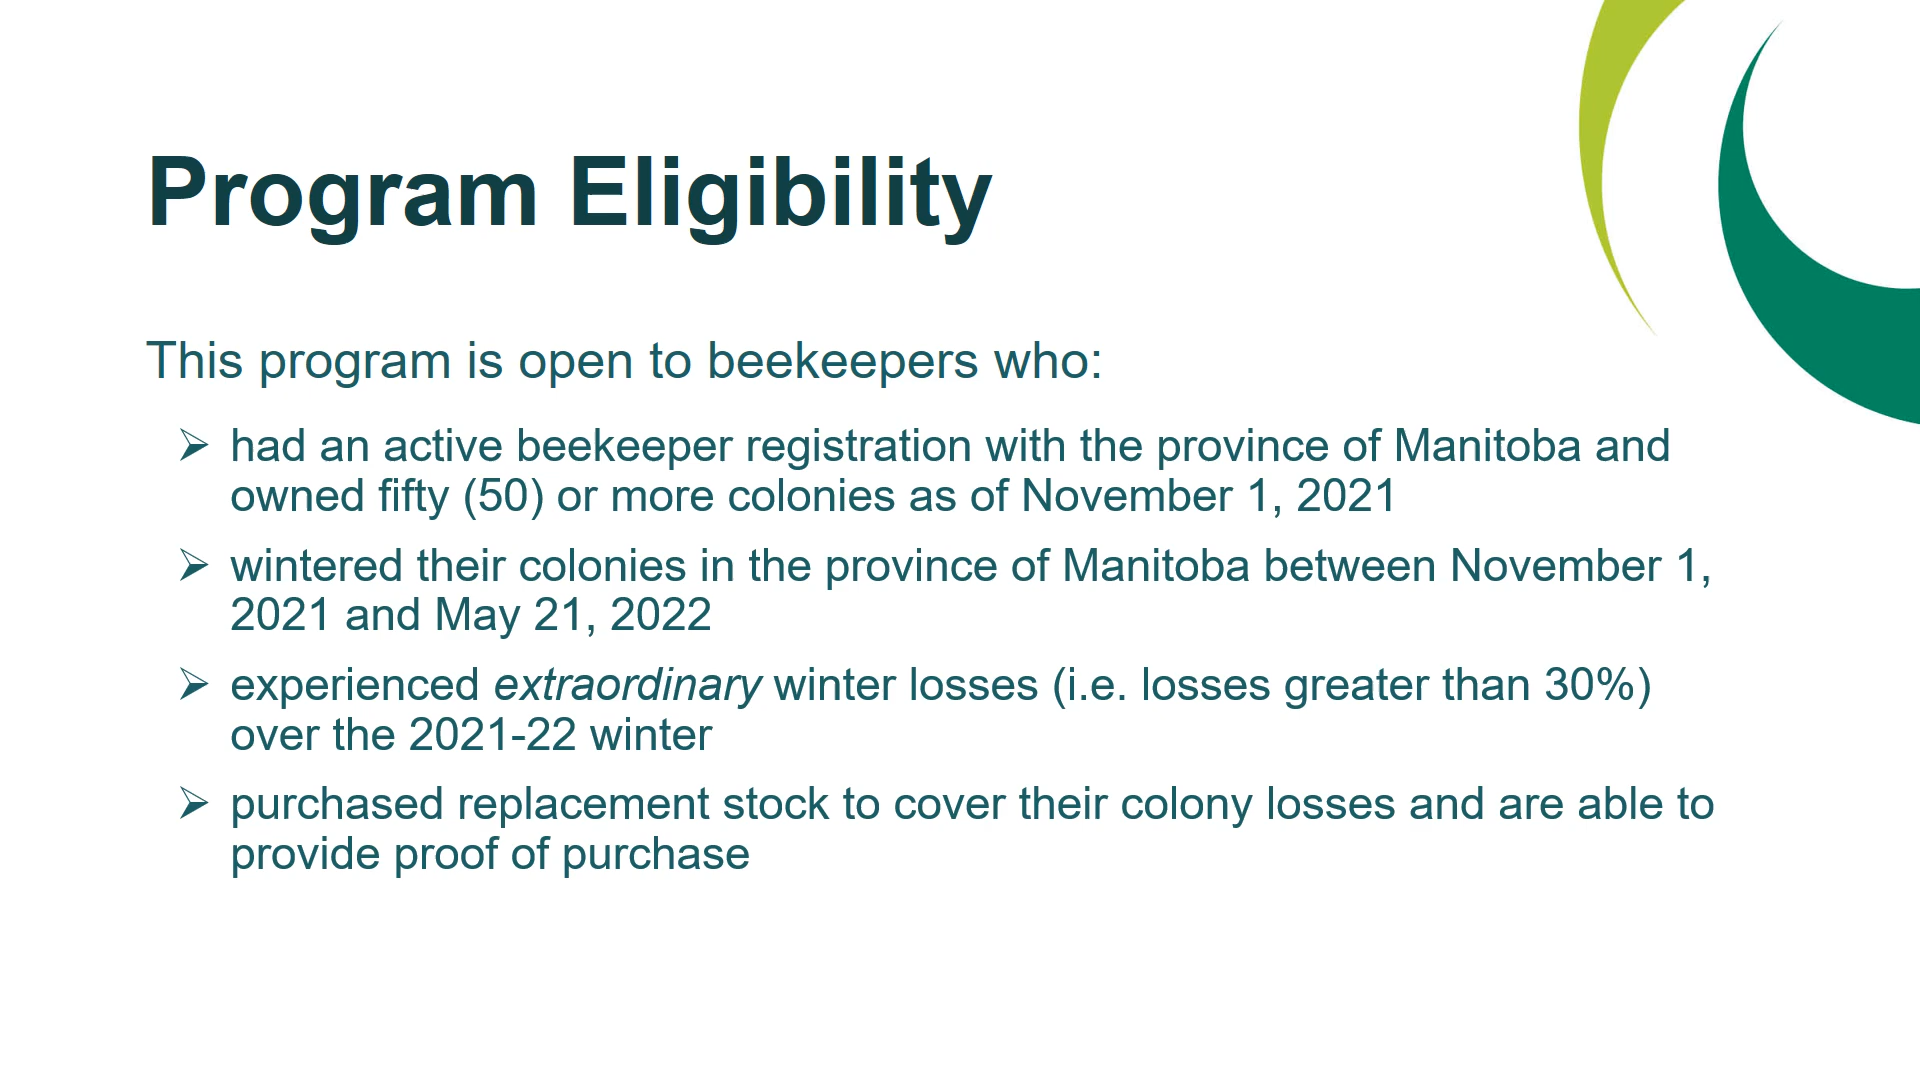 Program Eligibility
This program is open to beekeepers who:
➢ had an active beekeeper registration with the province of Manitoba and
owned fifty (50) or more colonies as of November 1, 2021
➢ wintered their colonies in the province of Manitoba between November 1,
2021 and May 21, 2022
➢ experienced extraordinary winter losses (i.e. losses greater than 30%)
over the 2021-22 winter
➢ purchased replacement stock to cover their colony losses and are able to
provide proof of purchase